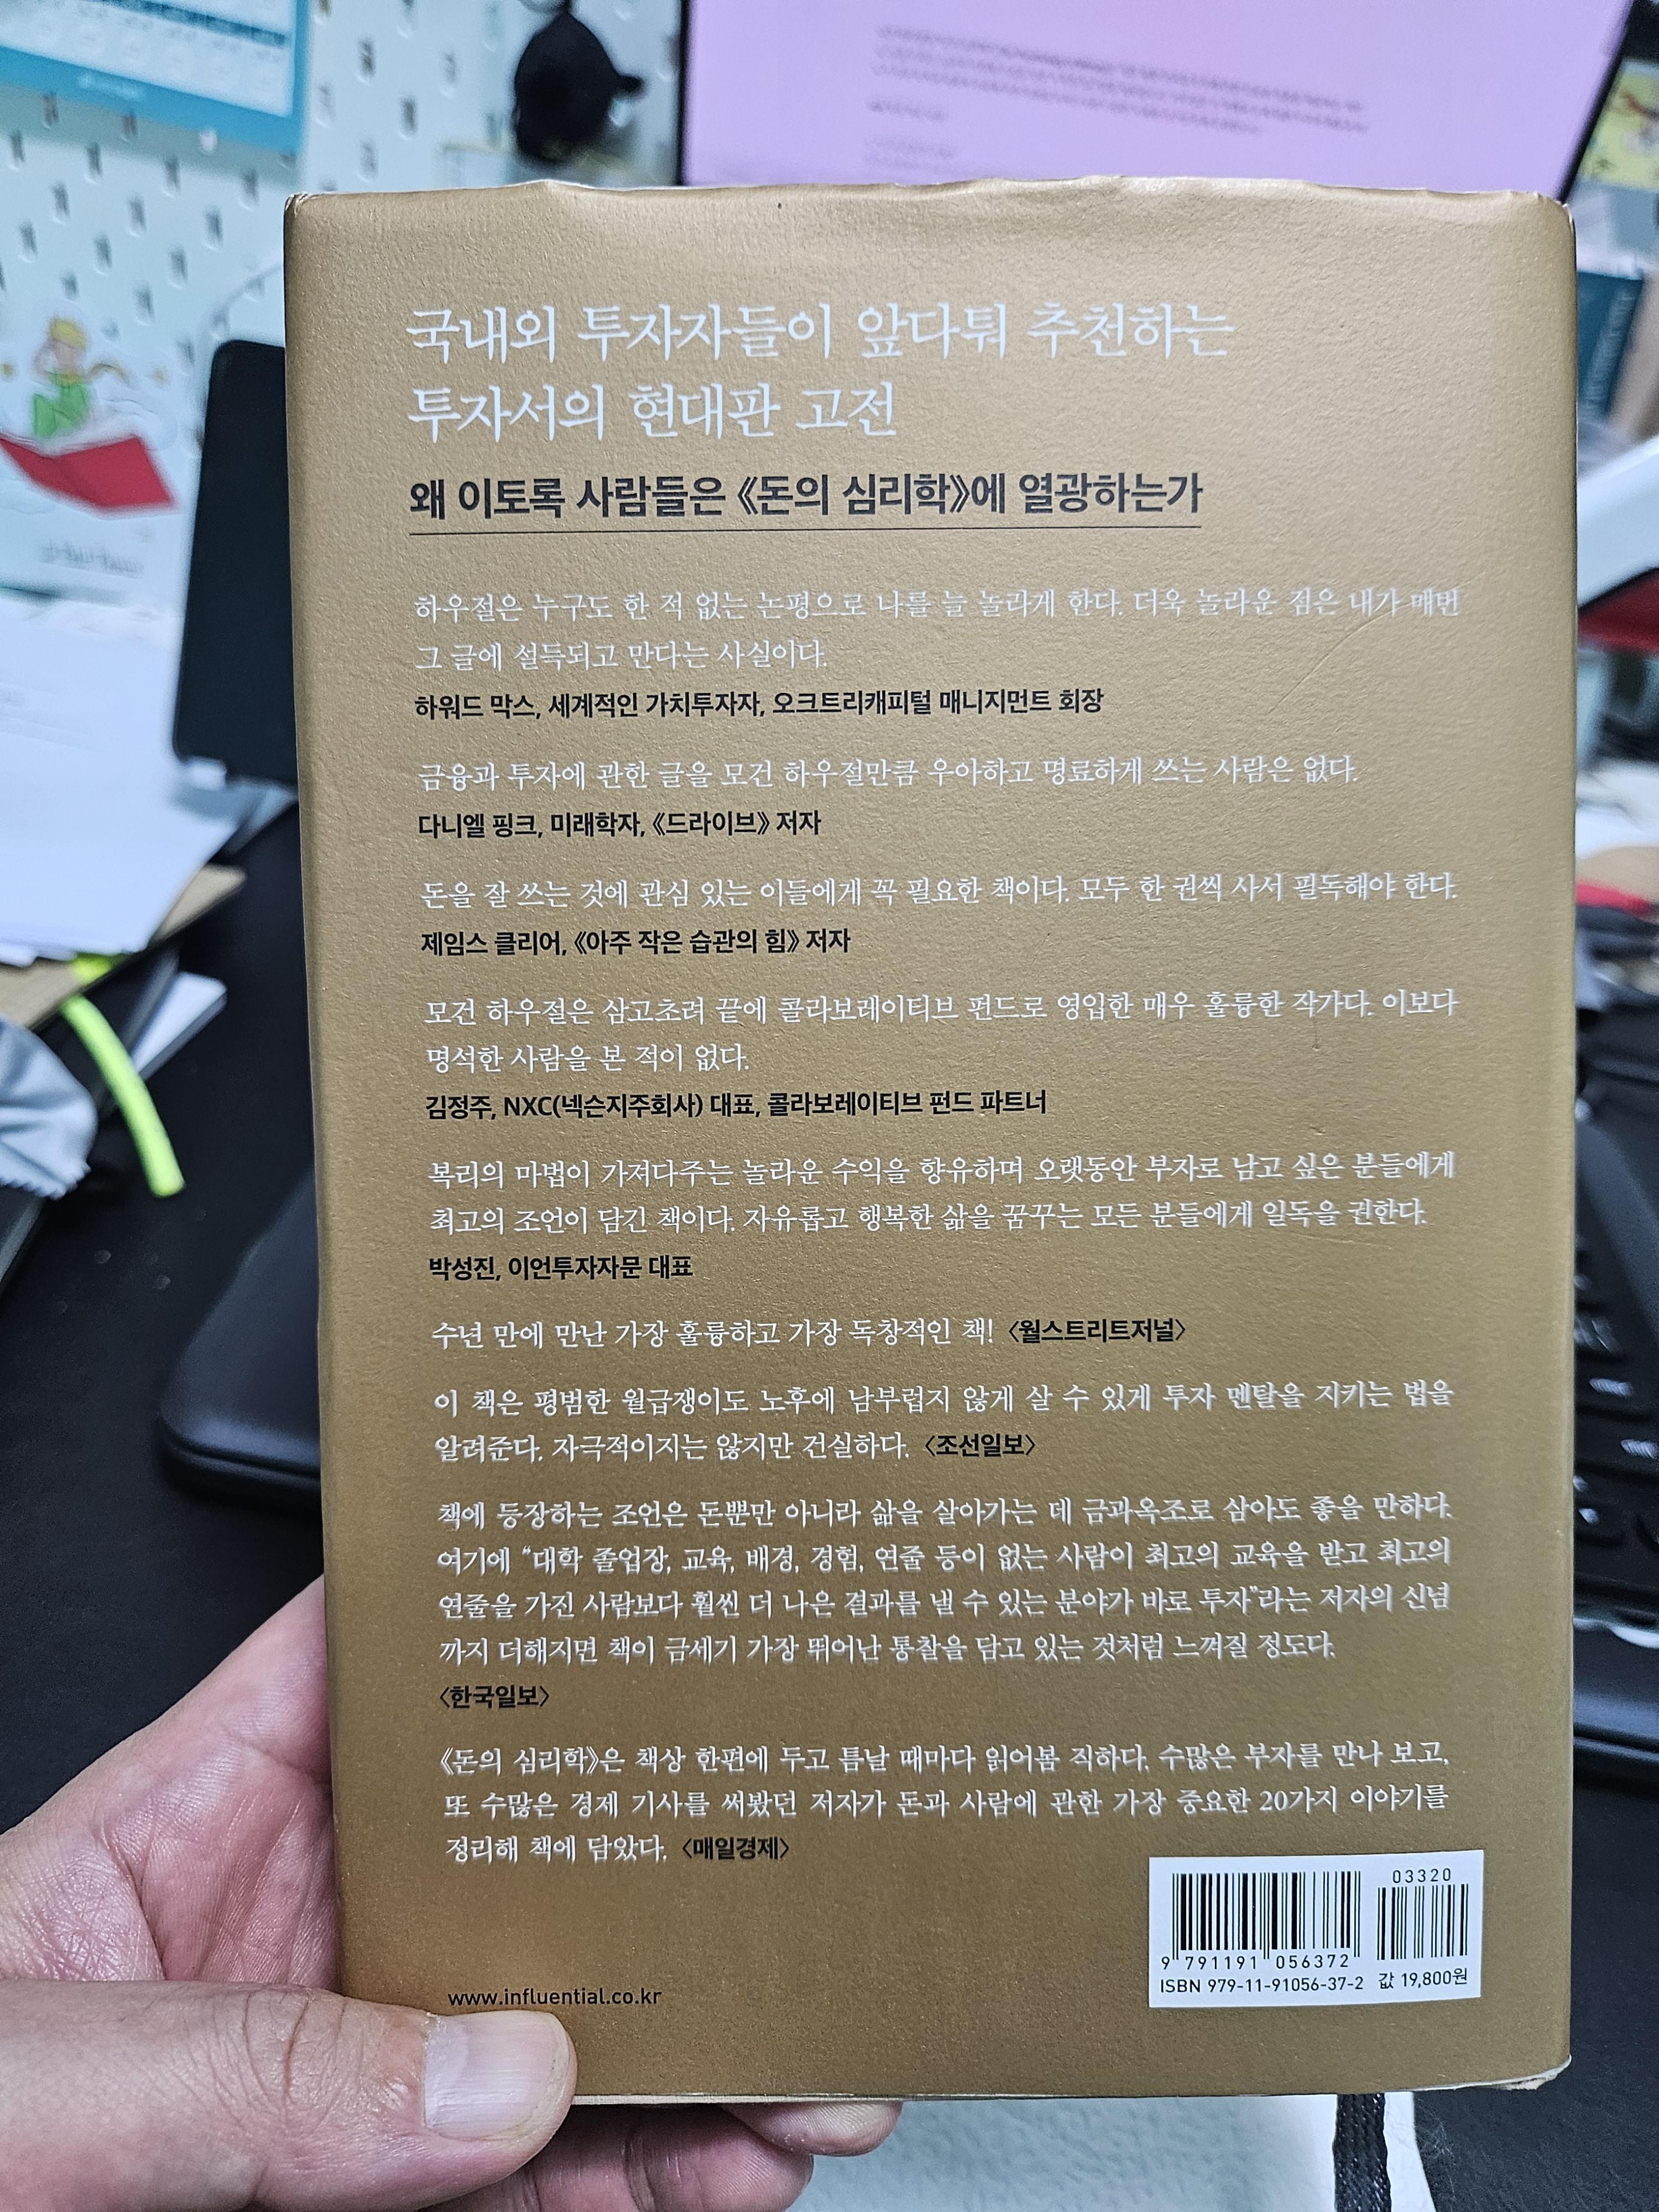 국내외 투자자들이 앞다퉈 추천하는
투자서의 현대판 고전
왜 이토록 사람들은 《돈의 심리학》에 열광하는가
하우절은 누구도 한 적 없는 논평으로 나를 늘 놀라게 한다. 더욱 놀라운 점은 내가 매번
그 글에 설득되고 만다는 사실이다.
하워드 막스, 세계적인 가치투자자, 오크트리캐피털 매니지먼트 회장
금융과 투자에 관한 글을 모건 하우절만큼 우아하고 명료하게 쓰는 사람은 없다.
다니엘 핑크, 미래학자, 《드라이브》 저자
돈을 잘 쓰는 것에 관심 있는 이들에게 꼭 필요한 책이다. 모두 한 권씩 사서 필독해야 한다.
제임스 클리어, 《아주 작은 습관의 힘》 저자
모건 하우절은 삼고초려 끝에 콜라보레이티브 펀드로 영입한 매우 훌륭한 작가다. 이보다
명석한 사람을 본 적이 없다.
김정주, NXC(넥슨지주회사) 대표, 콜라보레이티브 펀드 파트너
복리의 마법이 가져다주는 놀라운 수익을 향유하며 오랫동안 부자로 남고 싶은 분들에게
최고의 조언이 담긴 책이다. 자유롭고 행복한 삶을 꿈꾸는 모든 분들에게 일독을 권한다.
박성진, 이언투자자문 대표
수년 만에 만난 가장 훌륭하고 가장 독창적인 책! 〈월스트리트저널〉
이 책은 평범한 월급쟁이도 노후에 남부럽지 않게 살 수 있게 투자 멘탈을 지키는 법을
알려준다. 자극적이지는 않지만 건실하다. 〈조선일보〉
책에 등장하는 조언은 돈뿐만 아니라 삶을 살아가는 데 금과옥조로 삼아도 좋을 만하다.
여기에 “대학 졸업장, 교육, 배경, 경험, 연줄 등이 없는 사람이 최고의 교육을 받고 최고의
연줄을 가진 사람보다 훨씬 더 나은 결과를 낼 수 있는 분야가 바로 투자”라는 저자의 신념
까지 더해지면 책이 금세기 가장 뛰어난 통찰을 담고 있는 것처럼 느껴질 정도다.
〈한국일보〉
《돈의 심리학》은 책상 한편에 두고 틈날 때마다 읽어봄 직하다. 수많은 부자를 만나 보고,
또 수많은 경제 기사를 써봤던 저자가 돈과 사람에 관한 가장 중요한 20가지 이야기를
정리해 책에 담았다. 〈매일경제〉
03320
9 791191 056372
ISBN 979-11-91056-37-2 값 19,800원
www.influential.co.kr